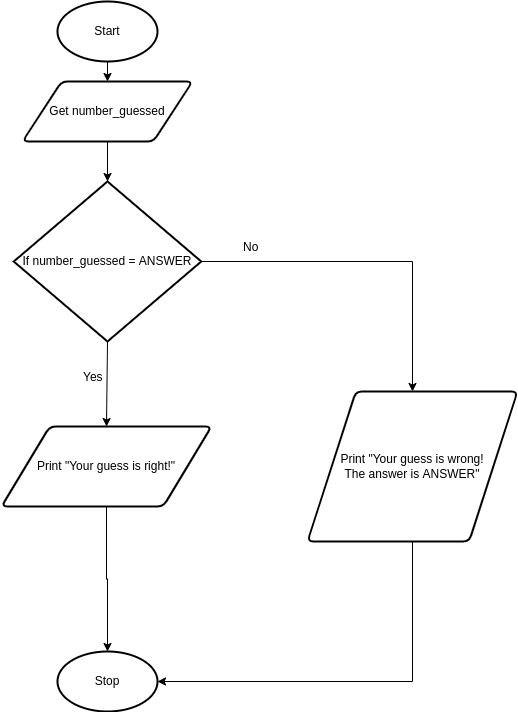 Start
Get number_guessed
If number_guessed = ANSWER
No
Yes
Print "Your guess is right!"
Print "Your guess is wrong!
The answer is ANSWER"
Stop